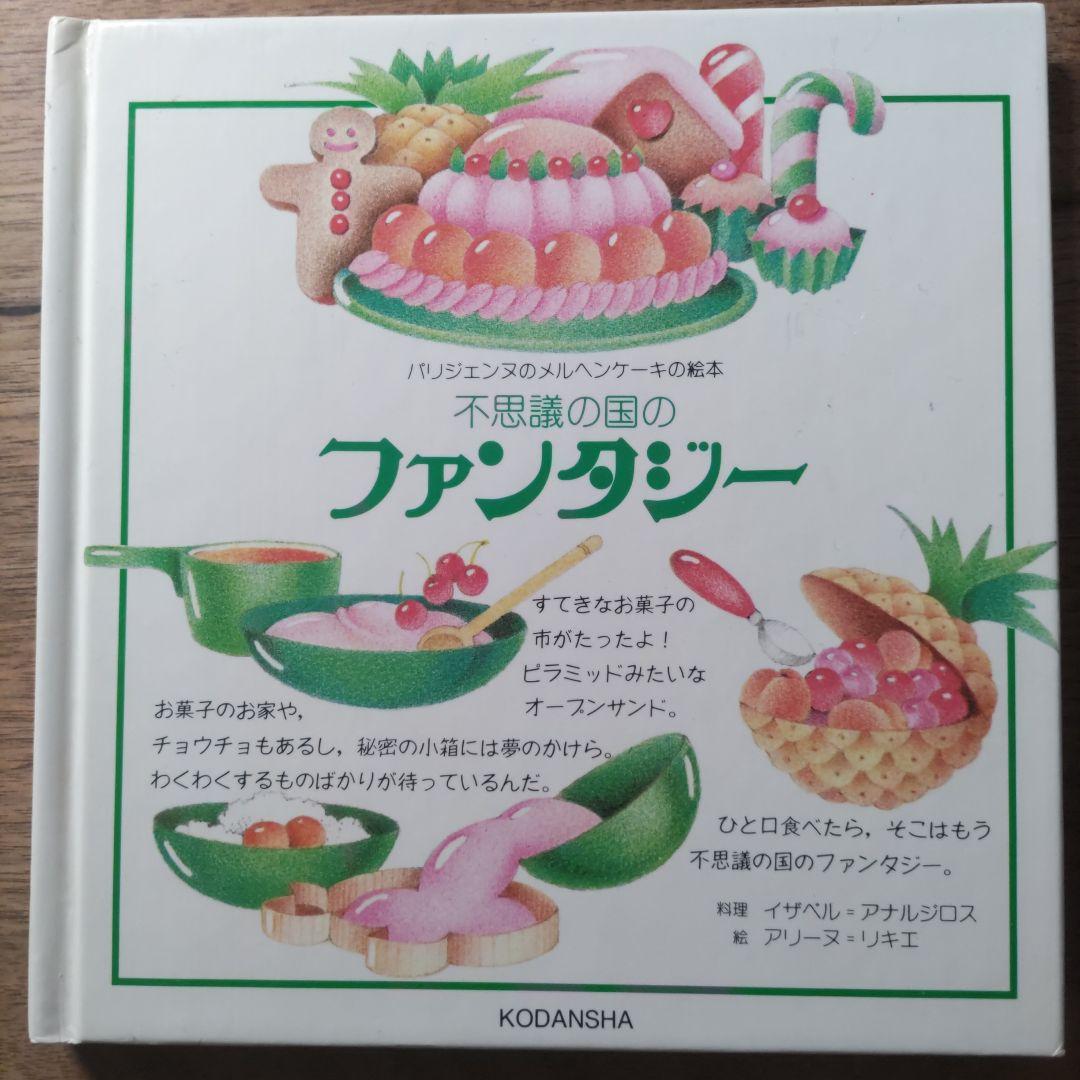 パリジェンヌのメルヘンケーキの絵本
不思議の国の
ファンタジー
すてきなお菓子の
市がたったよ！
ピラミッドみたいな
オープンサンド。
お菓子のお家や，
チョウチョもあるし，秘密の小箱には夢のかけら。
わくわくするものばかりが待っているんだ。
ひと口食べたら，そこはもう
不思議の国のファンタジー。
料理 イザベル＝アナルジロス
絵 アリーヌ＝リキエ
KODANSHA